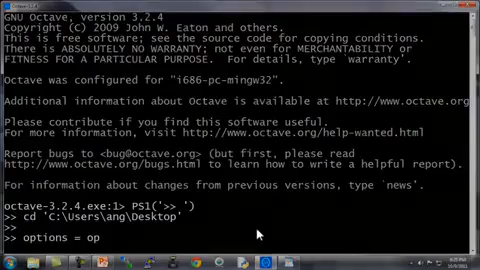 Octave-3.2.4
GNU Octave, version 3.2.4
Copyright (C) 2009 John W. Eaton and others.
This is free software; see the source code for copying conditions.
There is ABSOLUTELY NO WARRANTY; not even for MERCHANTABILITY or
FITNESS FOR A PARTICULAR PURPOSE.  For details, type `warranty'.
Octave was configured for "i686-pc-mingw32".
Additional information about Octave is available at http://www.octave.org
Please contribute if you find this software useful.
For more information, visit http://www.octave.org/help-wanted.html
Report bugs to <bug@octave.org> (but first, please read
http://www.octave.org/bugs.html to learn how to write a helpful report).
For information about changes from previous versions, type `news'.
octave-3.2.4.exe:1> PS1('>> ')
>> cd 'C:\Users\ang\Desktop'
>>
>> options = op